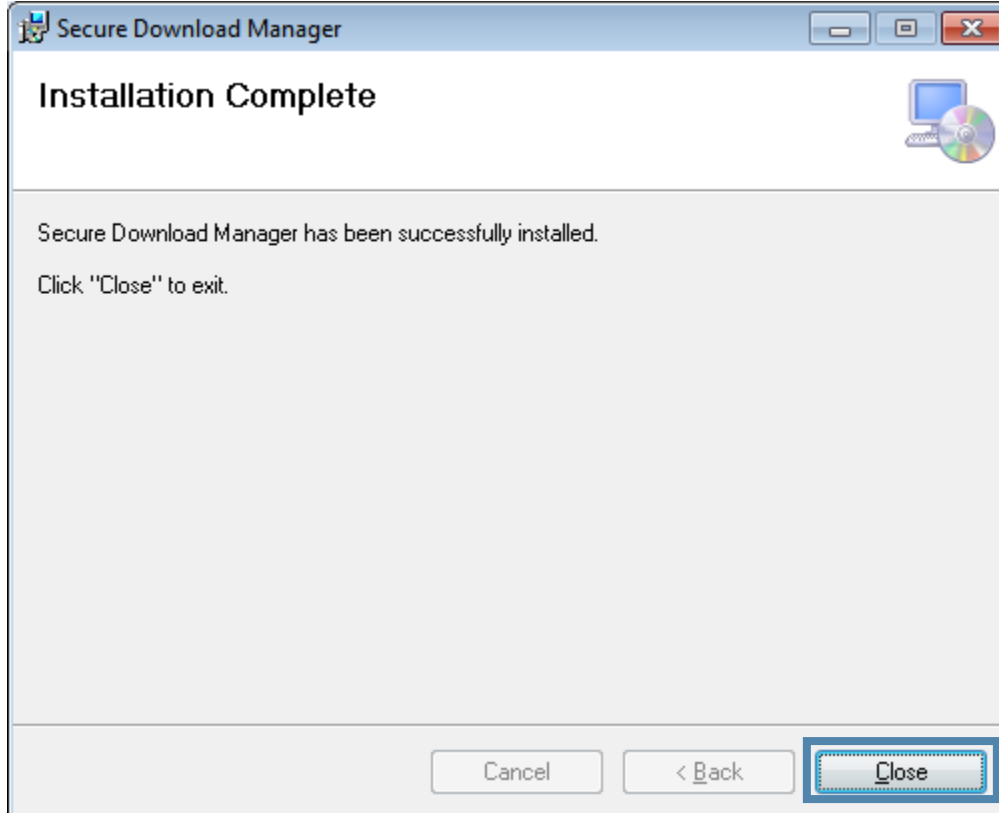 Secure Download Manager
Installation Complete
Secure Download Manager has been successfully installed.
Click "Close" to exit.
Cancel
< Back
Close